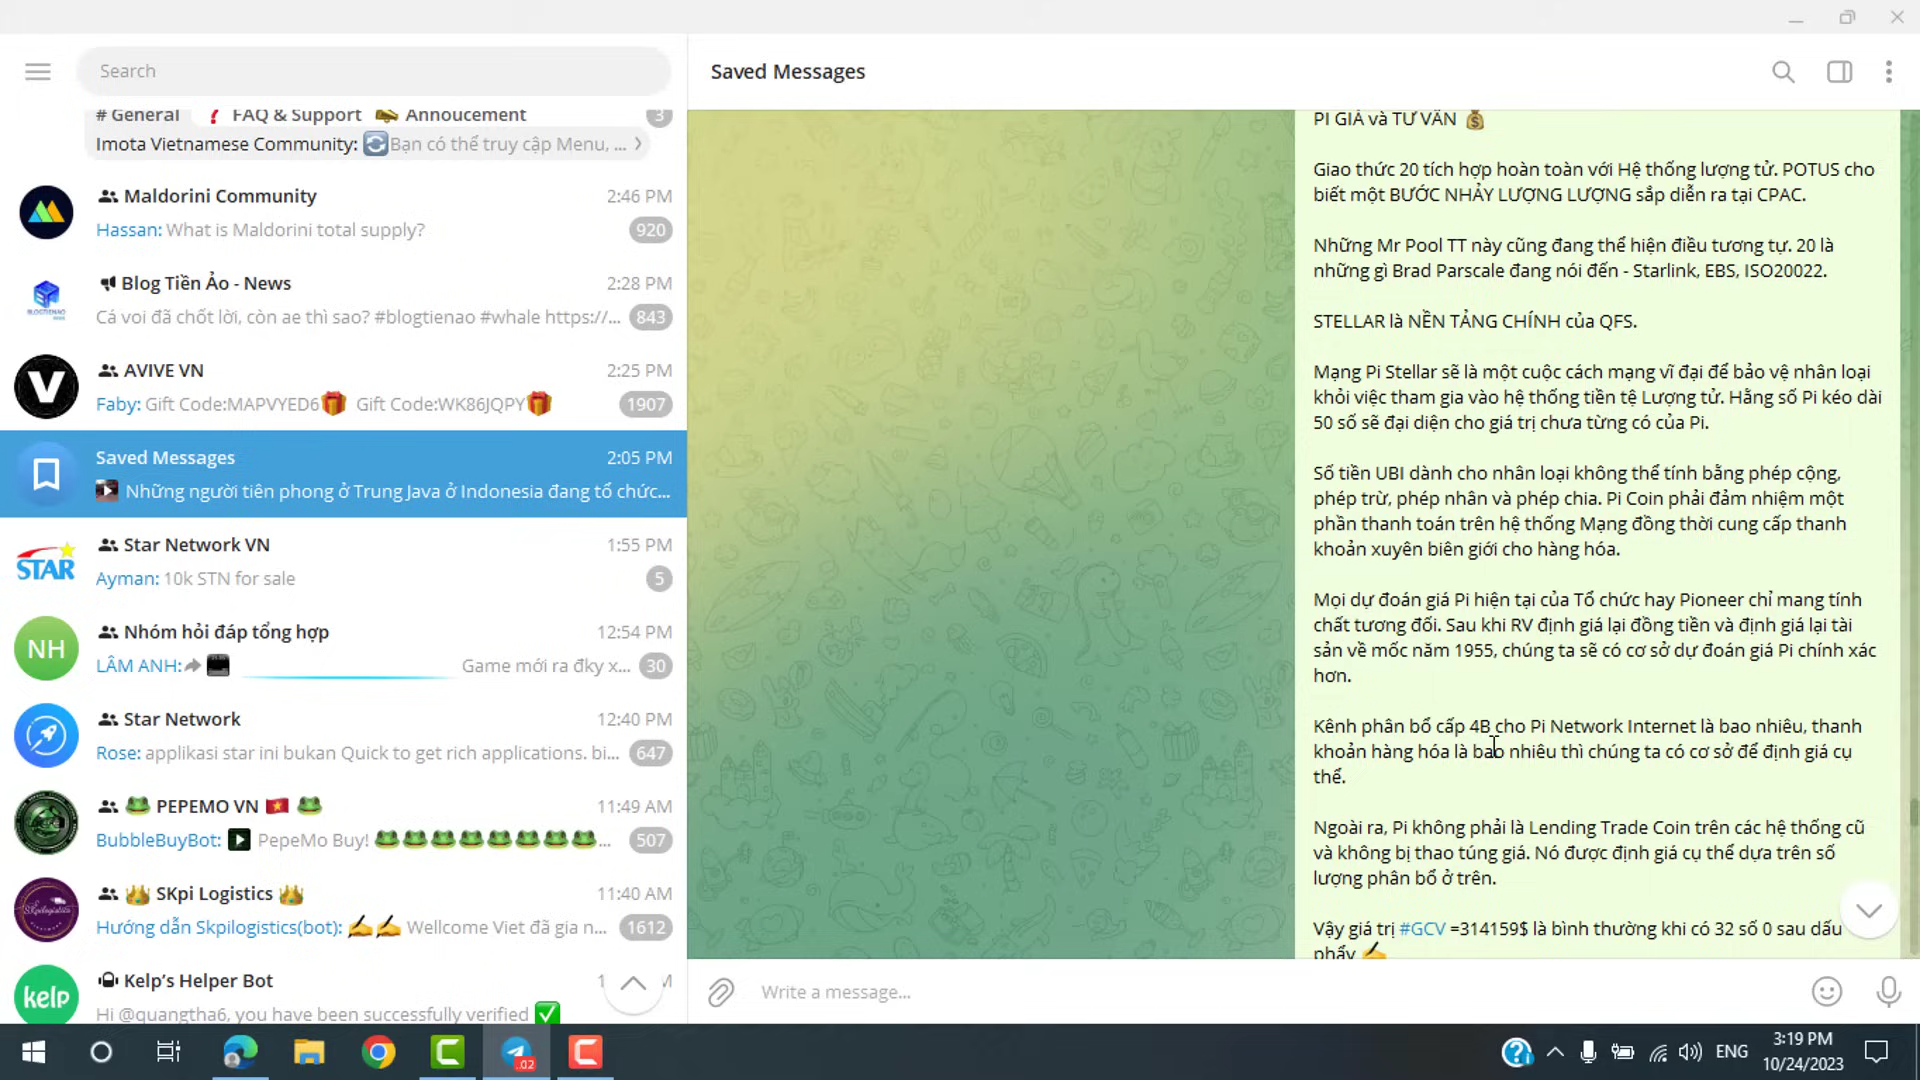 Search
# General ❗ FAQ & Support Annoucement 3
Imota Vietnamese Community: Bạn có thể truy cập Menu, ...
Maldorini Community 2:46 PM
Hassan: What is Maldorini total supply? 920
Blog Tiền Ảo - News 2:28 PM
Cá voi đã chốt lời, còn ae thì sao? #blogtienao #whale https://... 843
BLOGTIENAO
AVIVE VN 2:25 PM
Faby: Gift Code:MAPVYED6🎁 Gift Code:WK86JQPY🎁 1907
Saved Messages 2:05 PM
Những người tiên phong ở Trung Java ở Indonesia đang tổ chức...
Star Network VN 1:55 PM
STAR
Ayman: 10k STN for sale 5
Nhóm hỏi đáp tổng hợp 12:54 PM
NH
LÂM ANH: Game mới ra đky x... 30
Star Network 12:40 PM
Rose: applikasi star ini bukan Quick to get rich applications. bi... 647
🐸 PEPEMO VN 🇻🇳 🐸 11:49 AM
BubbleBuyBot: PepeMo Buy! 🐸🐸🐸🐸🐸🐸🐸🐸... 507
👑 SKpi Logistics 👑 11:40 AM
Hướng dẫn Skpilogistics(bot): ✍️✍️ Wellcome Viet đã gia n... 1612
Kelp's Helper Bot
kelp
Hi @quangtha6, you have been successfully verified ✅
Saved Messages
PI GIÁ và TƯ VẤN 💰
Giao thức 20 tích hợp hoàn toàn với Hệ thống lượng tử. POTUS cho
biết một BƯỚC NHẢY LƯỢNG LƯỢNG sắp diễn ra tại CPAC.
Những Mr Pool TT này cũng đang thể hiện điều tương tự. 20 là
những gì Brad Parscale đang nói đến - Starlink, EBS, ISO20022.
STELLAR là NỀN TẢNG CHÍNH của QFS.
Mạng Pi Stellar sẽ là một cuộc cách mạng vĩ đại để bảo vệ nhân loại
khỏi việc tham gia vào hệ thống tiền tệ Lượng tử. Hằng số Pi kéo dài
50 số sẽ đại diện cho giá trị chưa từng có của Pi.
Số tiền UBI dành cho nhân loại không thể tính bằng phép cộng,
phép trừ, phép nhân và phép chia. Pi Coin phải đảm nhiệm một
phần thanh toán trên hệ thống Mạng đồng thời cung cấp thanh
khoản xuyên biên giới cho hàng hóa.
Mọi dự đoán giá Pi hiện tại của Tổ chức hay Pioneer chỉ mang tính
chất tương đối. Sau khi RV định giá lại đồng tiền và định giá lại tài
sản về mốc năm 1955, chúng ta sẽ có cơ sở dự đoán giá Pi chính xác
hơn.
Kênh phân bổ cấp 4B cho Pi Network Internet là bao nhiêu, thanh
khoản hàng hóa là bao nhiêu thì chúng ta có cơ sở để định giá cụ
thể.
Ngoài ra, Pi không phải là Lending Trade Coin trên các hệ thống cũ
và không bị thao túng giá. Nó được định giá cụ thể dựa trên số
lượng phân bổ ở trên.
Vậy giá trị #GCV =314159$ là bình thường khi có 32 số 0 sau dấu
phẩy ✍️
Write a message...
.02
ENG
3:19 PM
10/24/2023